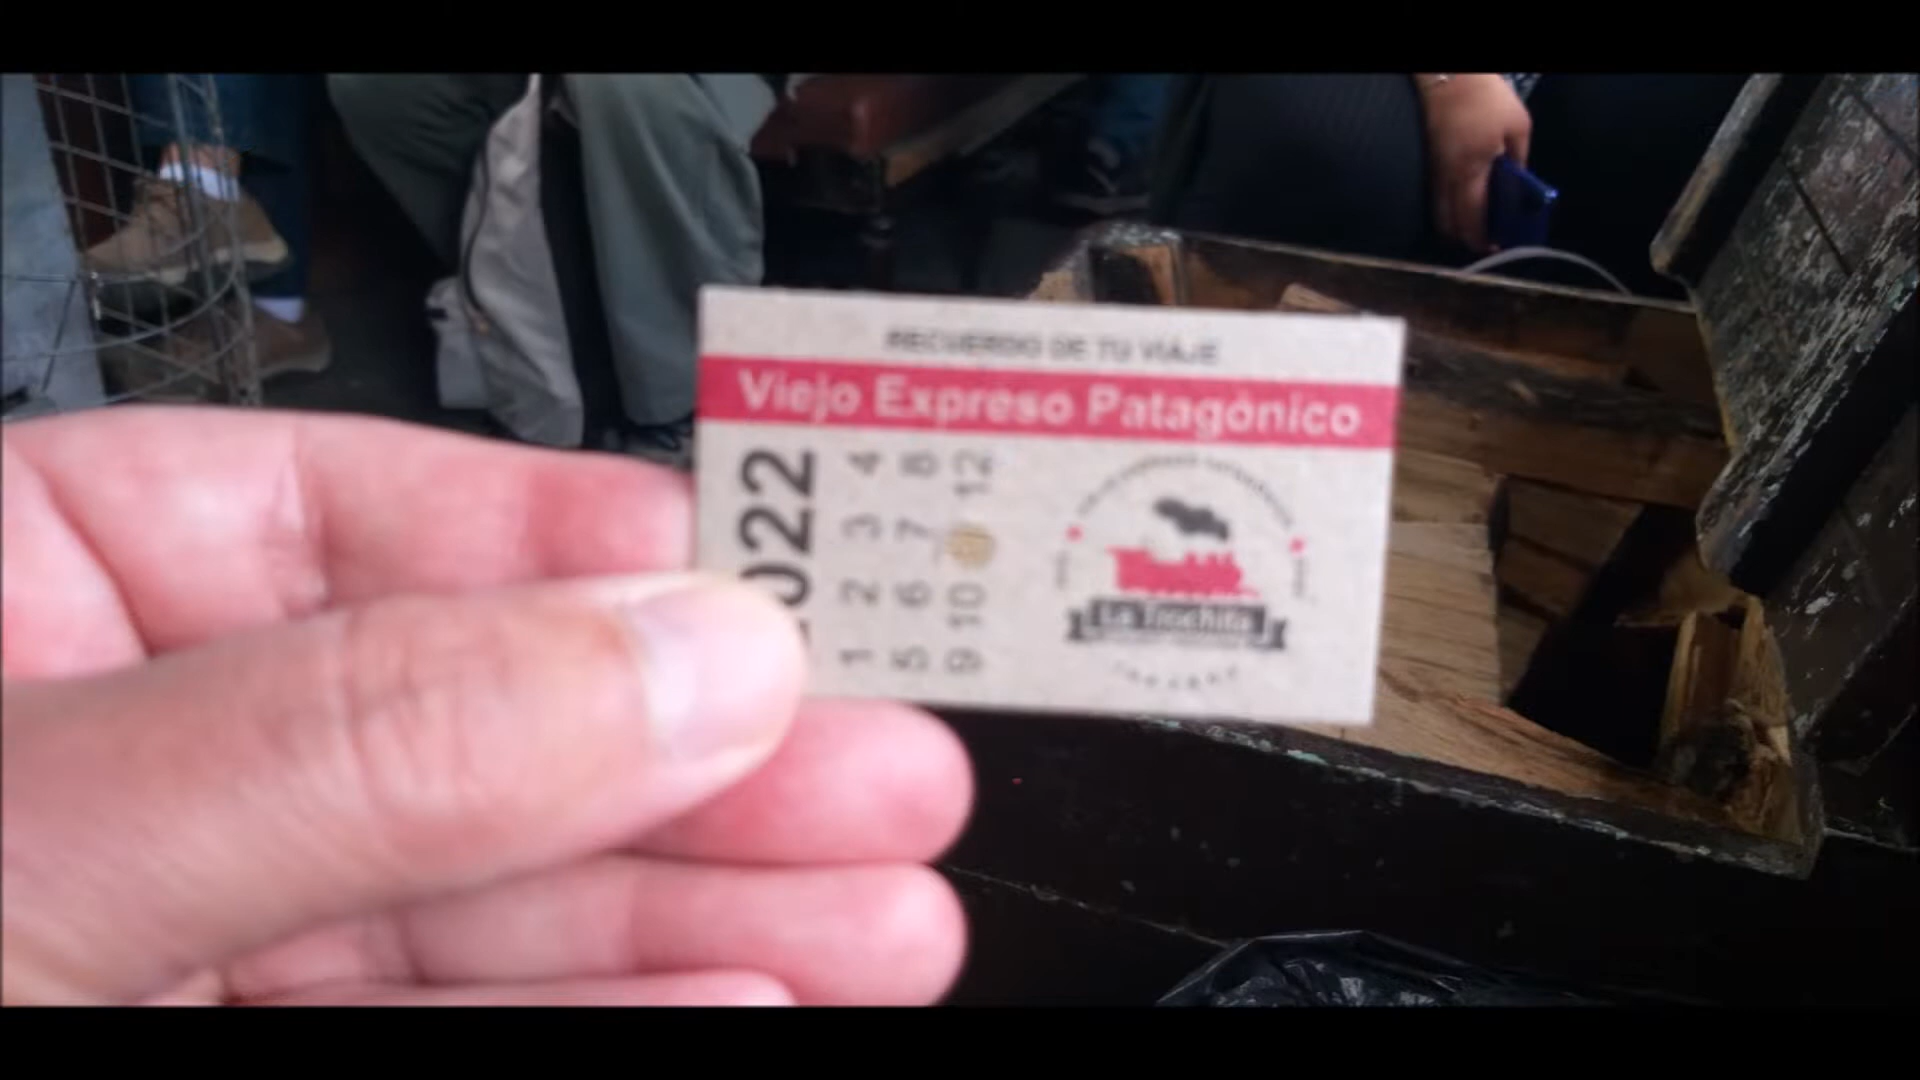 RECUERDO DE TU VIAJE
Viejo Expreso Patagónico
022
4 8 12
3 7
2 6 10
1 5 9
La Trochita